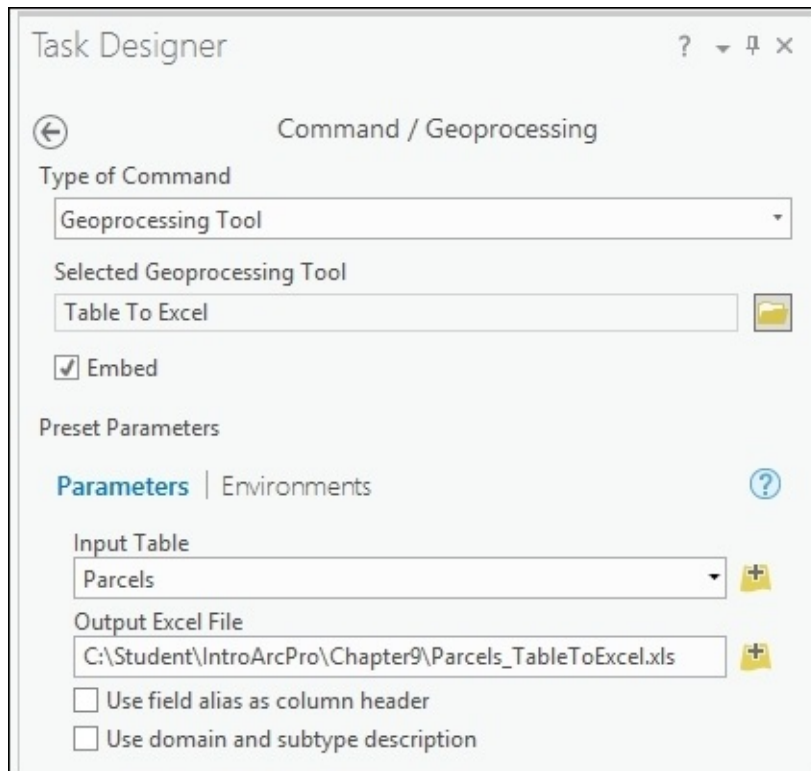 Task Designer
?
Command / Geoprocessing
Type of Command
Geoprocessing Tool
Selected Geoprocessing Tool
Table To Excel
Embed
Preset Parameters
Parameters | Environments
?
Input Table
Parcels
Output Excel File
C:\Student\IntroArcPro\Chapter9\Parcels_TableToExcel.xls
Use field alias as column header
Use domain and subtype description